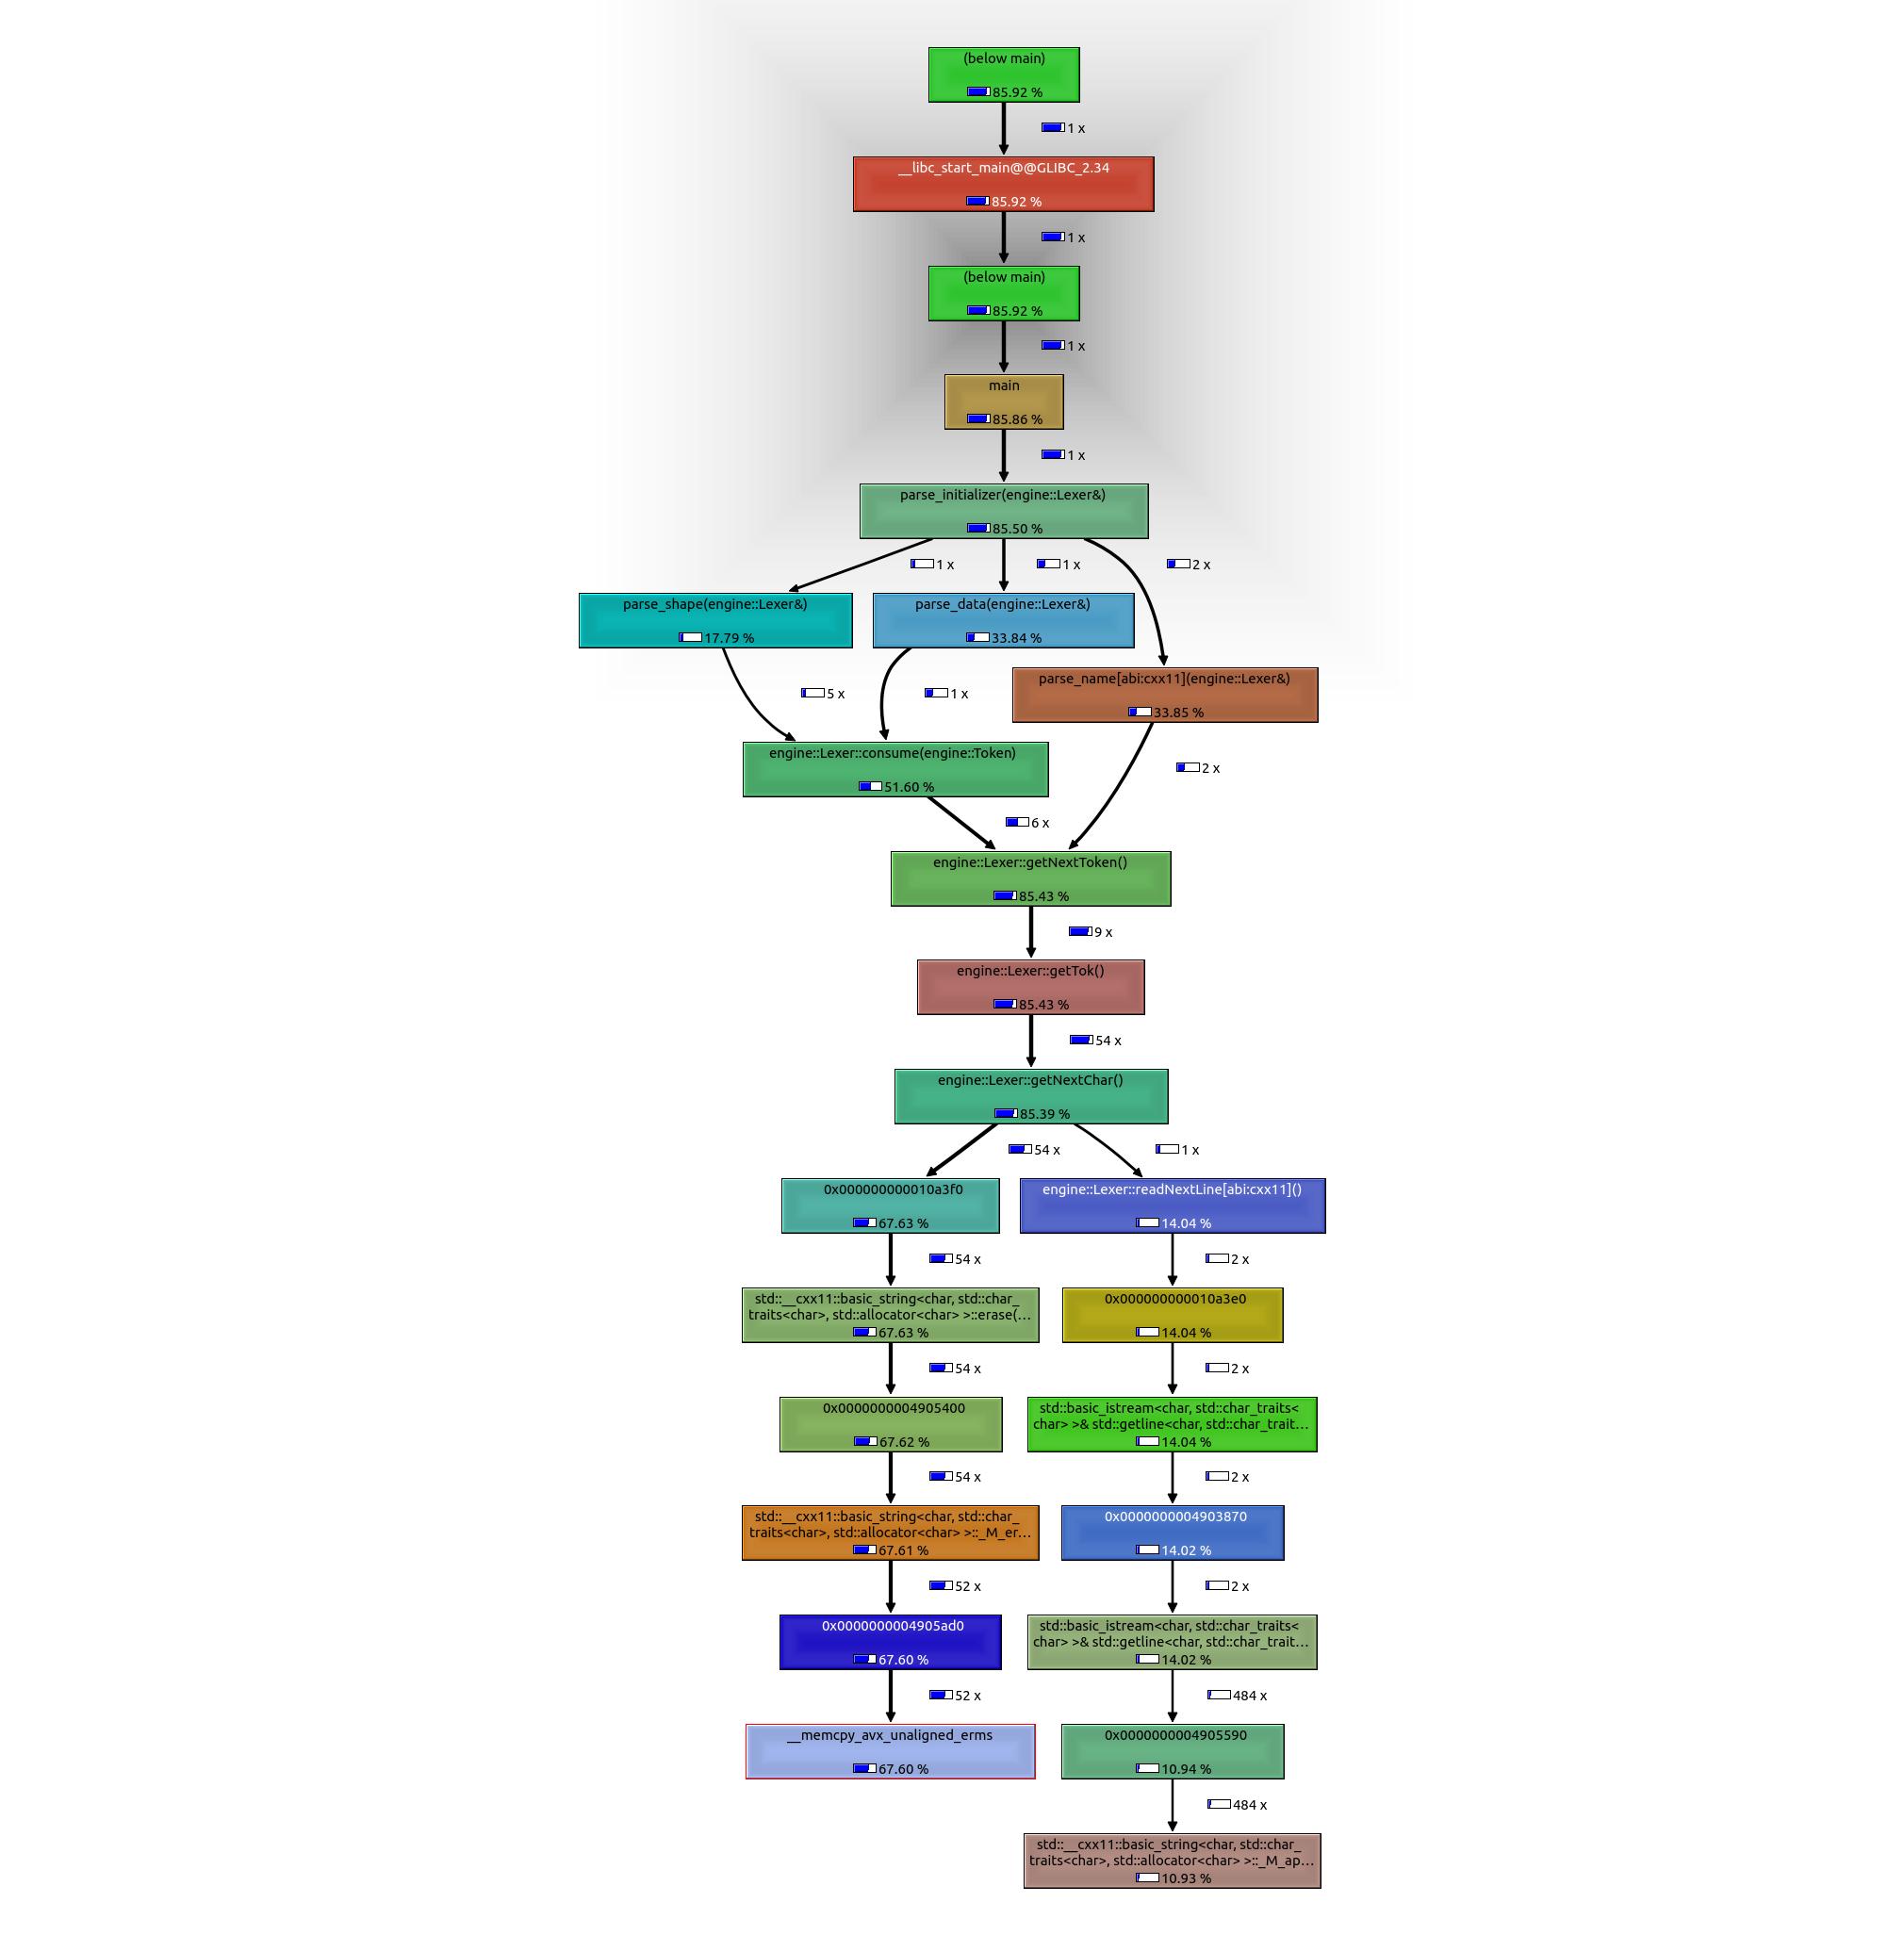 (below main)
85.92 %
1 x
__libc_start_main@@GLIBC_2.34
85.92 %
1 x
(below main)
85.92 %
1 x
main
85.86 %
1 x
parse_initializer(engine::Lexer&)
85.50 %
1 x
1 x
2 x
parse_shape(engine::Lexer&)
17.79 %
parse_data(engine::Lexer&)
33.84 %
parse_name[abi:cxx11](engine::Lexer&)
33.85 %
5 x
1 x
engine::Lexer::consume(engine::Token)
51.60 %
2 x
6 x
engine::Lexer::getNextToken()
85.43 %
9 x
engine::Lexer::getTok()
85.43 %
54 x
engine::Lexer::getNextChar()
85.39 %
54 x
1 x
0x000000000010a3f0
67.63 %
engine::Lexer::readNextLine[abi:cxx11]()
14.04 %
54 x
2 x
std::__cxx11::basic_string<char, std::char_
traits<char>, std::allocator<char> >::erase(...
67.63 %
0x000000000010a3e0
14.04 %
54 x
2 x
0x0000000004905400
67.62 %
std::basic_istream<char, std::char_traits<
char> >& std::getline<char, std::char_trait...
14.04 %
54 x
2 x
std::__cxx11::basic_string<char, std::char_
traits<char>, std::allocator<char> >::_M_er...
67.61 %
0x0000000004903870
14.02 %
52 x
2 x
0x0000000004905ad0
67.60 %
std::basic_istream<char, std::char_traits<
char> >& std::getline<char, std::char_trait...
14.02 %
52 x
484 x
__memcpy_avx_unaligned_erms
67.60 %
0x0000000004905590
10.94 %
484 x
std::__cxx11::basic_string<char, std::char_
traits<char>, std::allocator<char> >::_M_ap...
10.93 %